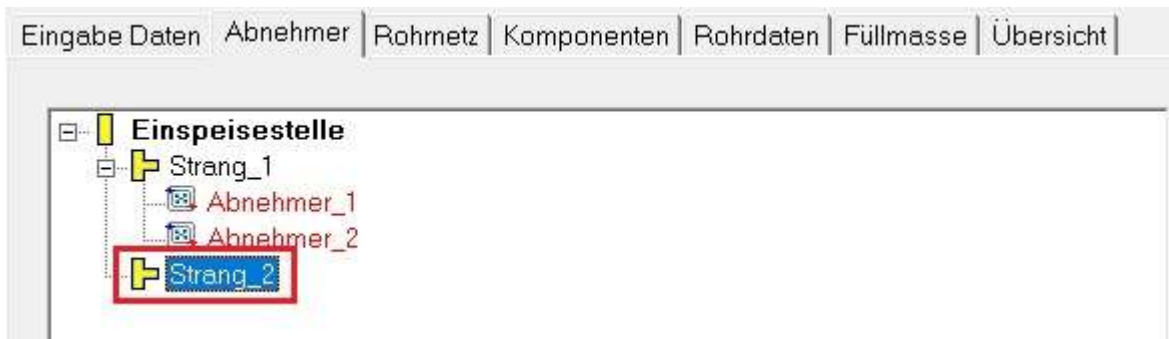 Eingabe Daten Abnehmer Rohrnetz Komponenten Rohrdaten Füllmasse Übersicht
Einspeisestelle
Strang_1
Abnehmer_1
Abnehmer_2
Strang_2